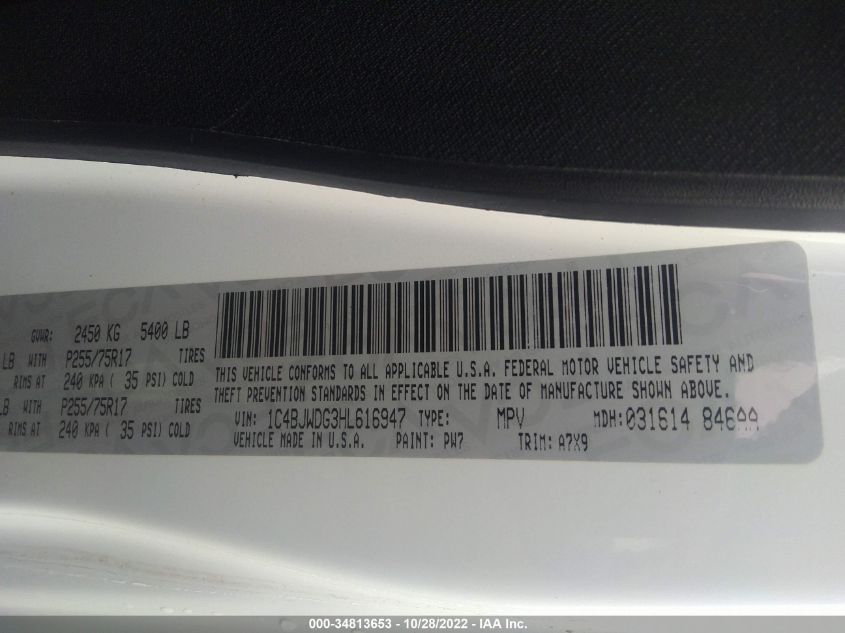 GVWR: 2450 KG 5400 LB
LB WITH P255/75R17 TIRES
RIMS AT 240 KPA ( 35 PSI) COLD
LB WITH P255/75R17 TIRES
RIMS AT 240 KPA ( 35 PSI) COLD
THIS VEHICLE CONFORMS TO ALL APPLICABLE U.S.A. FEDERAL MOTOR VEHICLE SAFETY AND
THEFT PREVENTION STANDARDS IN EFFECT ON THE DATE OF MANUFACTURE SHOWN ABOVE.
VIN: 1C4BJWDG3HL616947 TYPE: MPV MDH: 031614 846AA
VEHICLE MADE IN U.S.A. PAINT: PW7 TRIM: A7X9
000-34813653 - 10/28/2022 - IAA Inc.